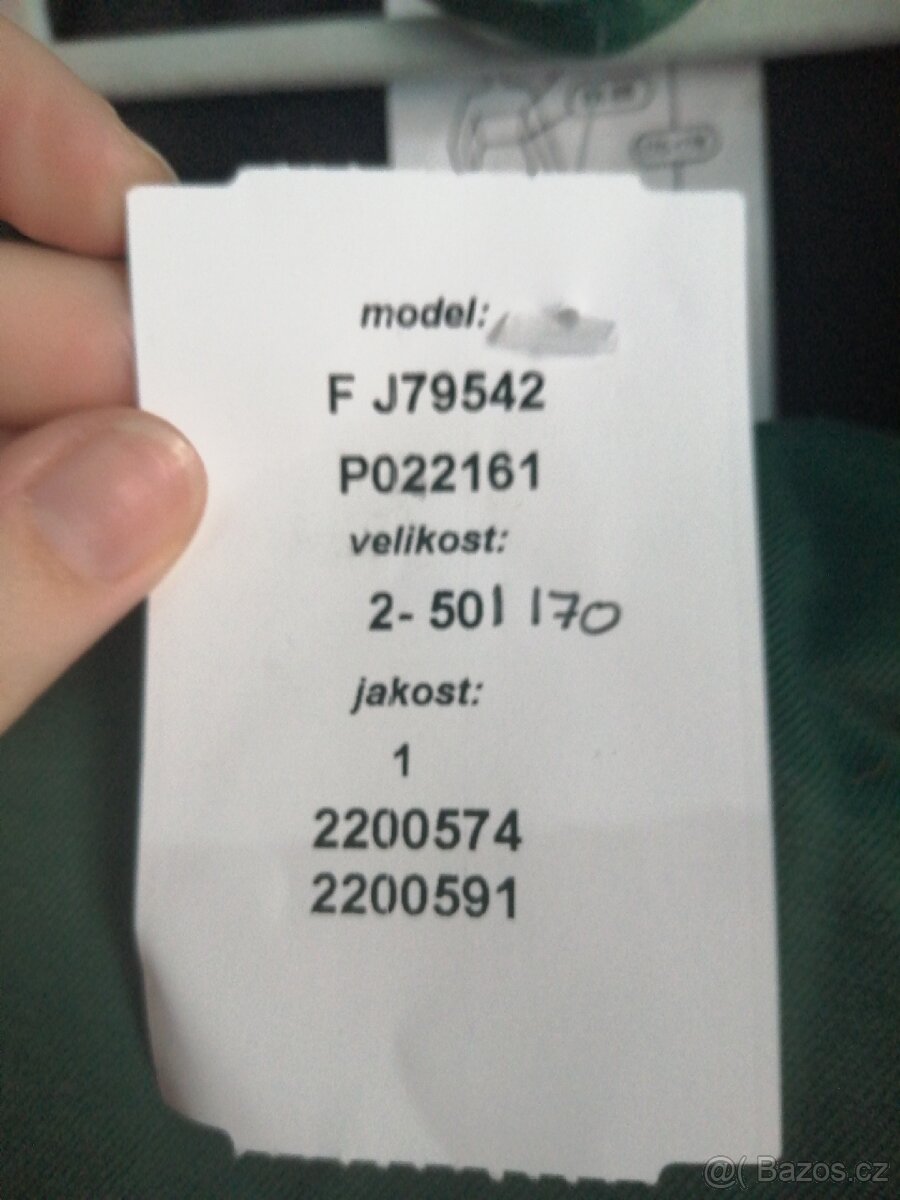 model:
F J79542
P022161
velikost:
2- 50| 170
jakost:
1
2200574
2200591
@( Bazos.cz